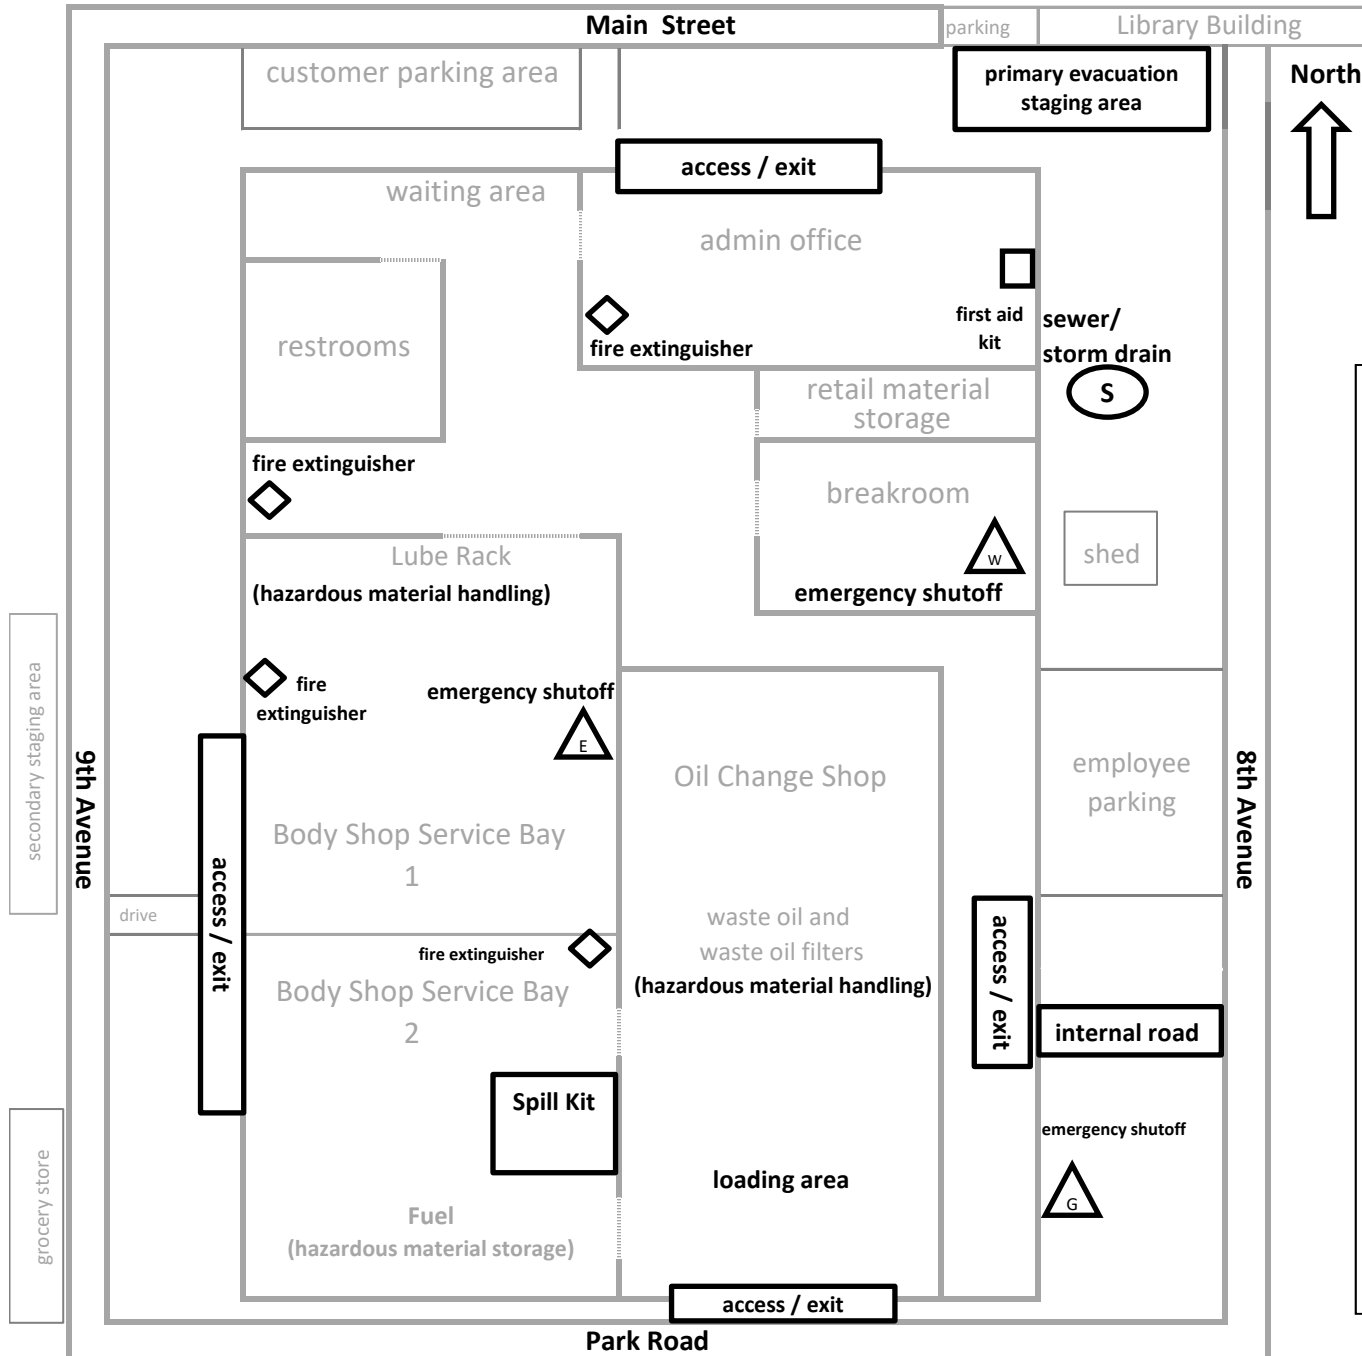 Main Street
parking
Library Building
customer parking area
primary evacuation
staging area
North
access / exit
waiting area
admin office
first aid
kit
fire extinguisher
restrooms
sewer/
storm drain
S
retail material
storage
fire extinguisher
breakroom
W
emergency shutoff
shed
Lube Rack
(hazardous material handling)
fire
extinguisher
emergency shutoff
E
secondary staging area
9th Avenue
Oil Change Shop
employee
parking
8th Avenue
Body Shop Service Bay
1
drive
access / exit
waste oil and
waste oil filters
(hazardous material handling)
access / exit
fire extinguisher
Body Shop Service Bay
2
internal road
Spill Kit
emergency shutoff
G
loading area
grocery store
Fuel
(hazardous material storage)
access / exit
Park Road